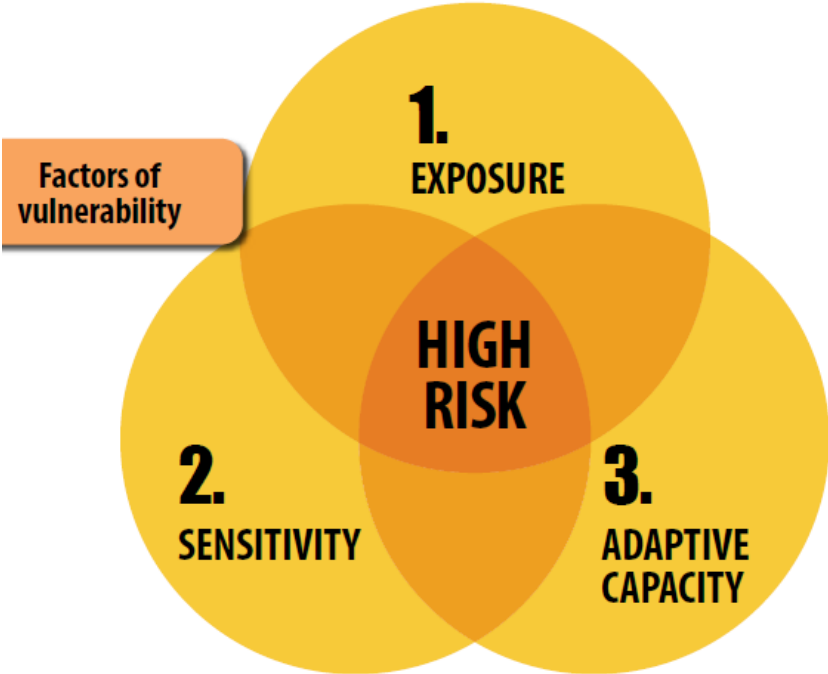 1.
EXPOSURE
Factors of
vulnerability
HIGH
RISK
2.
SENSITIVITY
3.
ADAPTIVE
CAPACITY